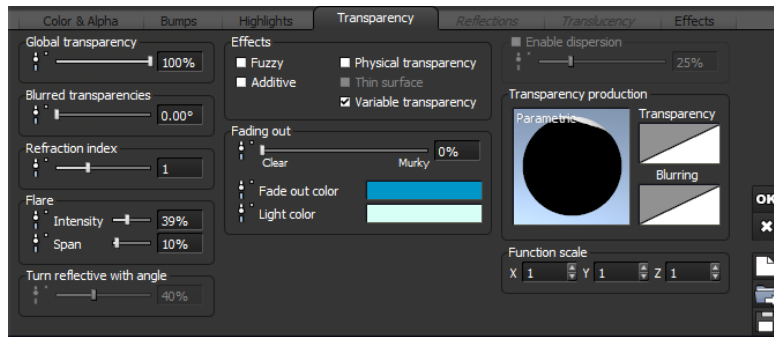 Color & Alpha Bumps Highlights Transparency Reflections Translucency Effects
Global transparency
100%
Blurred transparencies
0.00°
Refraction index
1
Flare
Intensity 39%
Span 10%
Turn reflective with angle
40%
Effects
Fuzzy Physical transparency
Additive Thin surface
Variable transparency
Fading out
0%
Clear Murky
Fade out color
Light color
Enable dispersion
25%
Transparency production
Parametric Transparency
Blurring
Function scale
X 1 Y 1 Z 1
OK